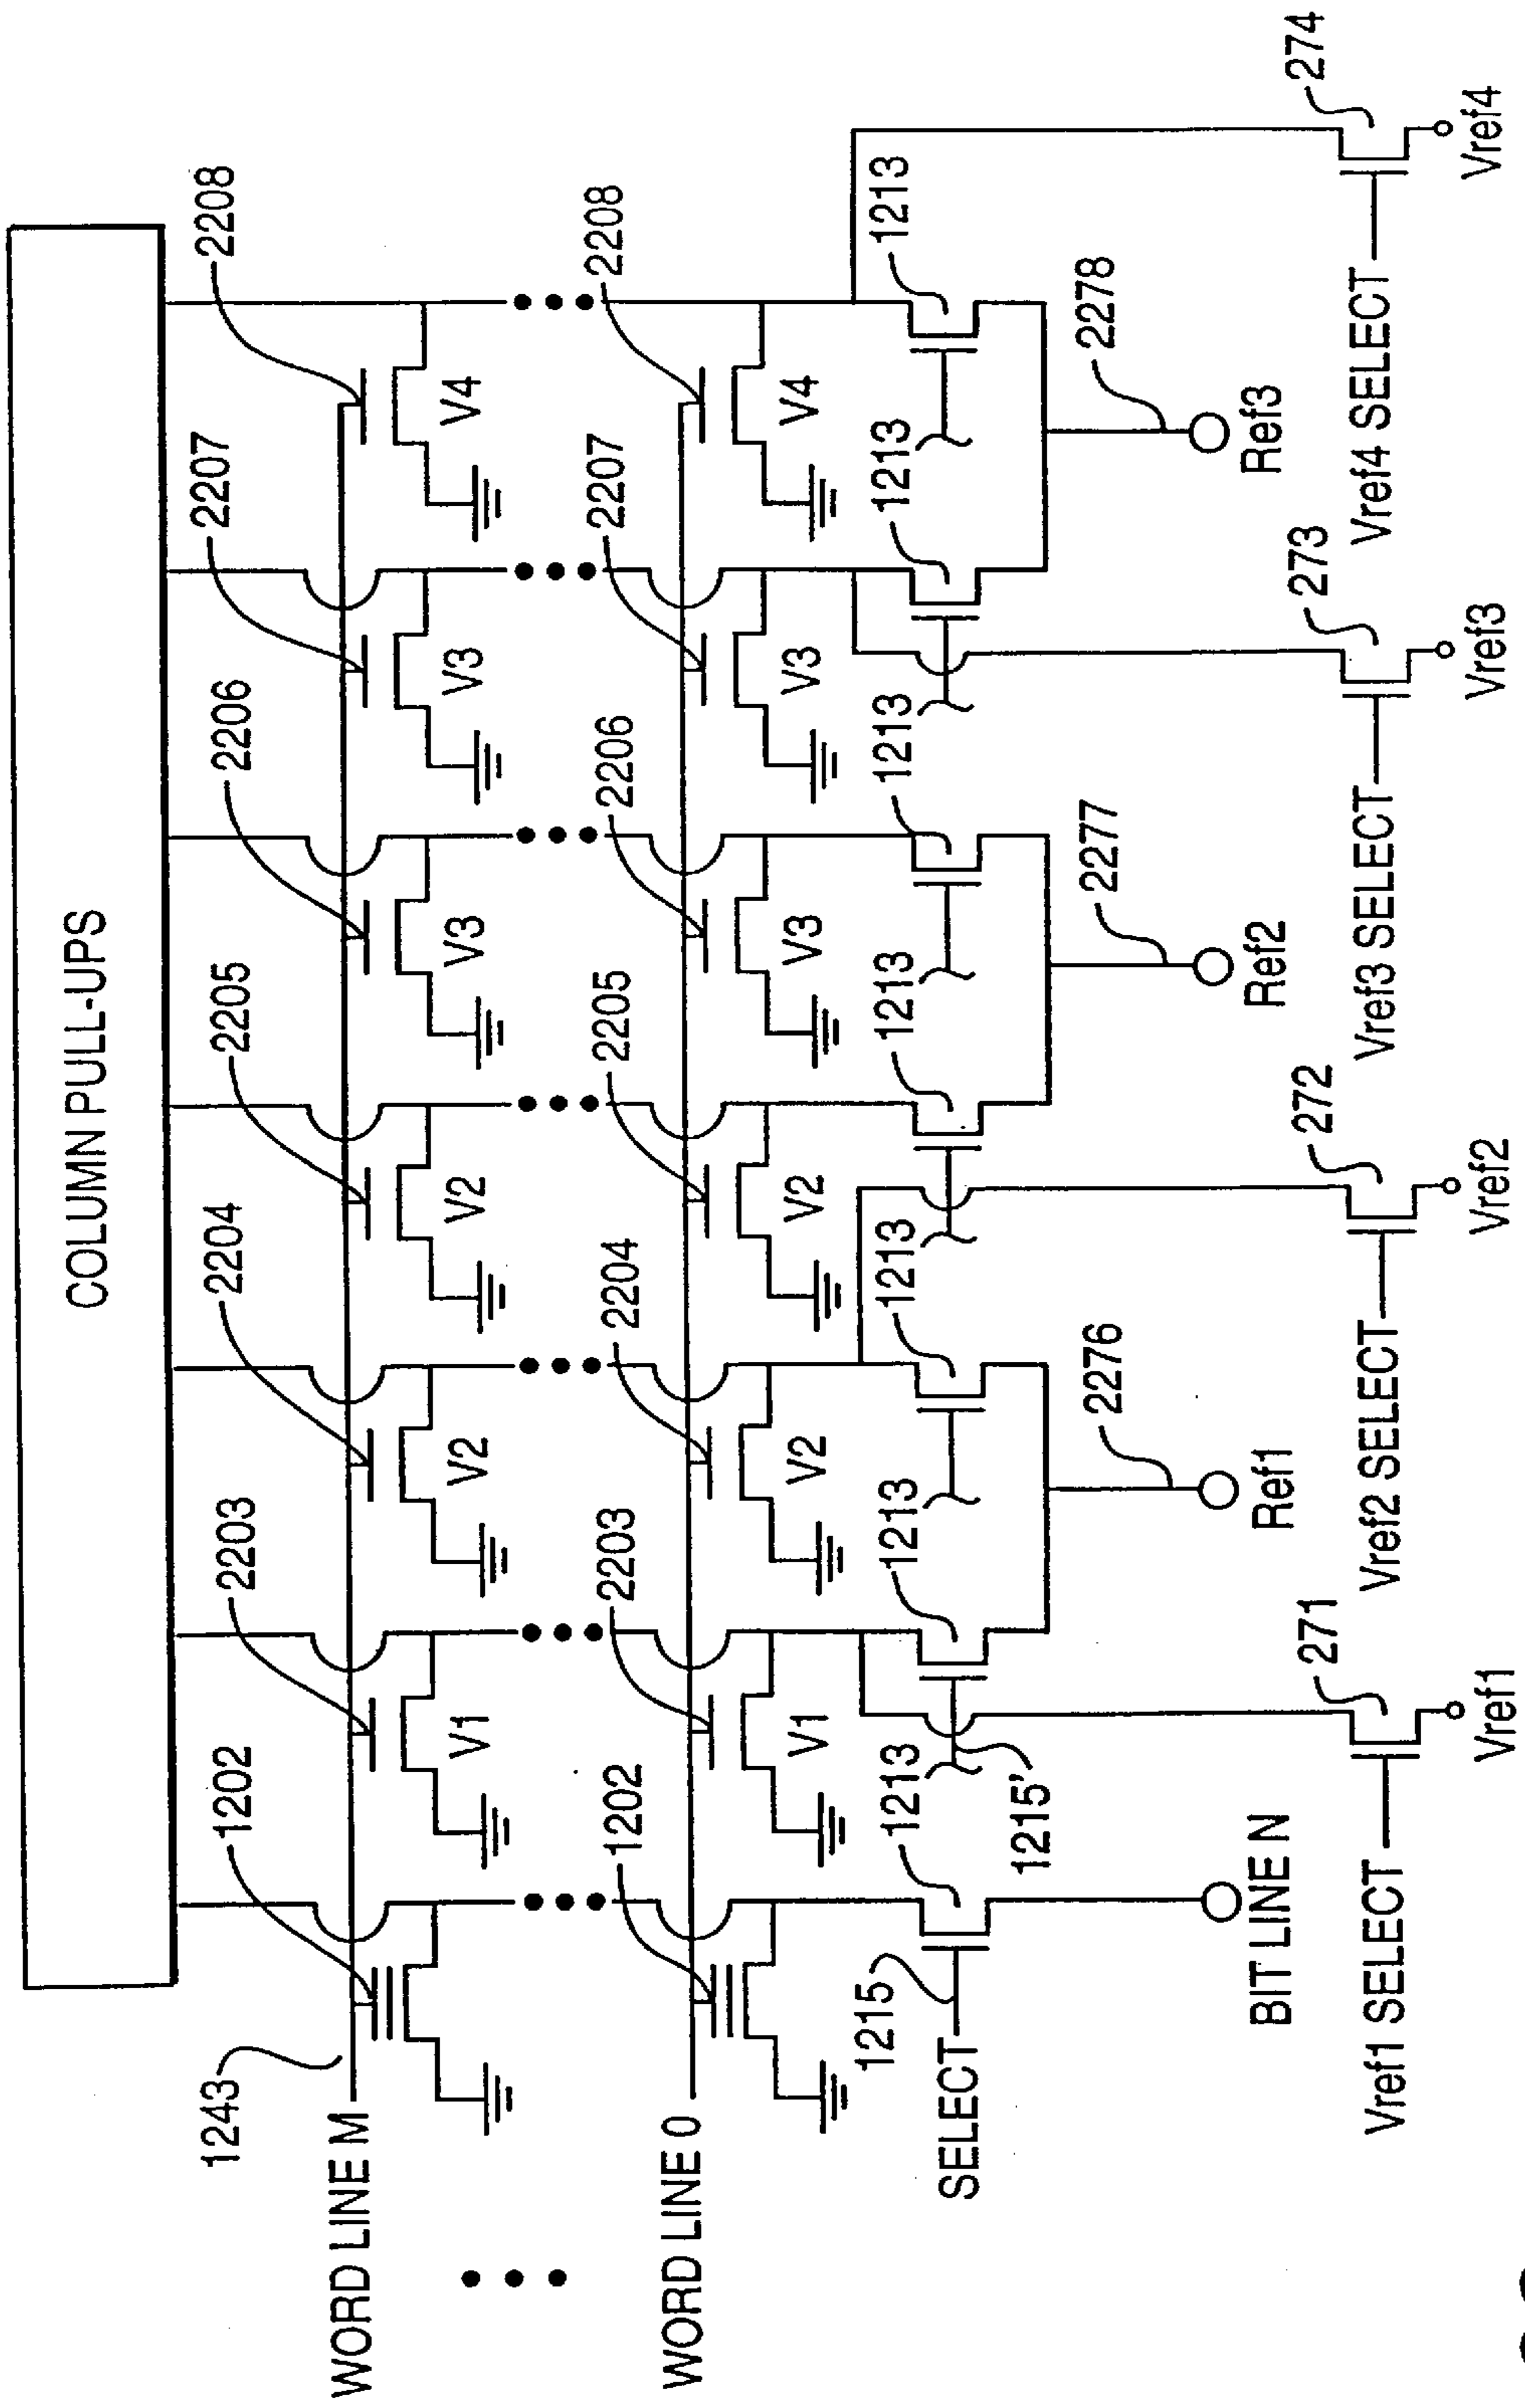 COLUMN PULL-UPS
1243 1202 2203 2204 2205 2206 2207 2208
WORD LINE M
V1 V2 V2 V3 V3 V4
1202 2203 2204 2205 2206 2207 2208
WORD LINE 0
V1 V2 V2 V3 V3 V4
1215 1213 1213 1213 1213 1213 1213 1213
SELECT
1215'
2276 2277 2278
BIT LINE N Ref1 Ref2 Ref3
271 272 273 274
Vref1 SELECT Vref2 SELECT Vref3 SELECT Vref4 SELECT
Vref1 Vref2 Vref3 Vref4